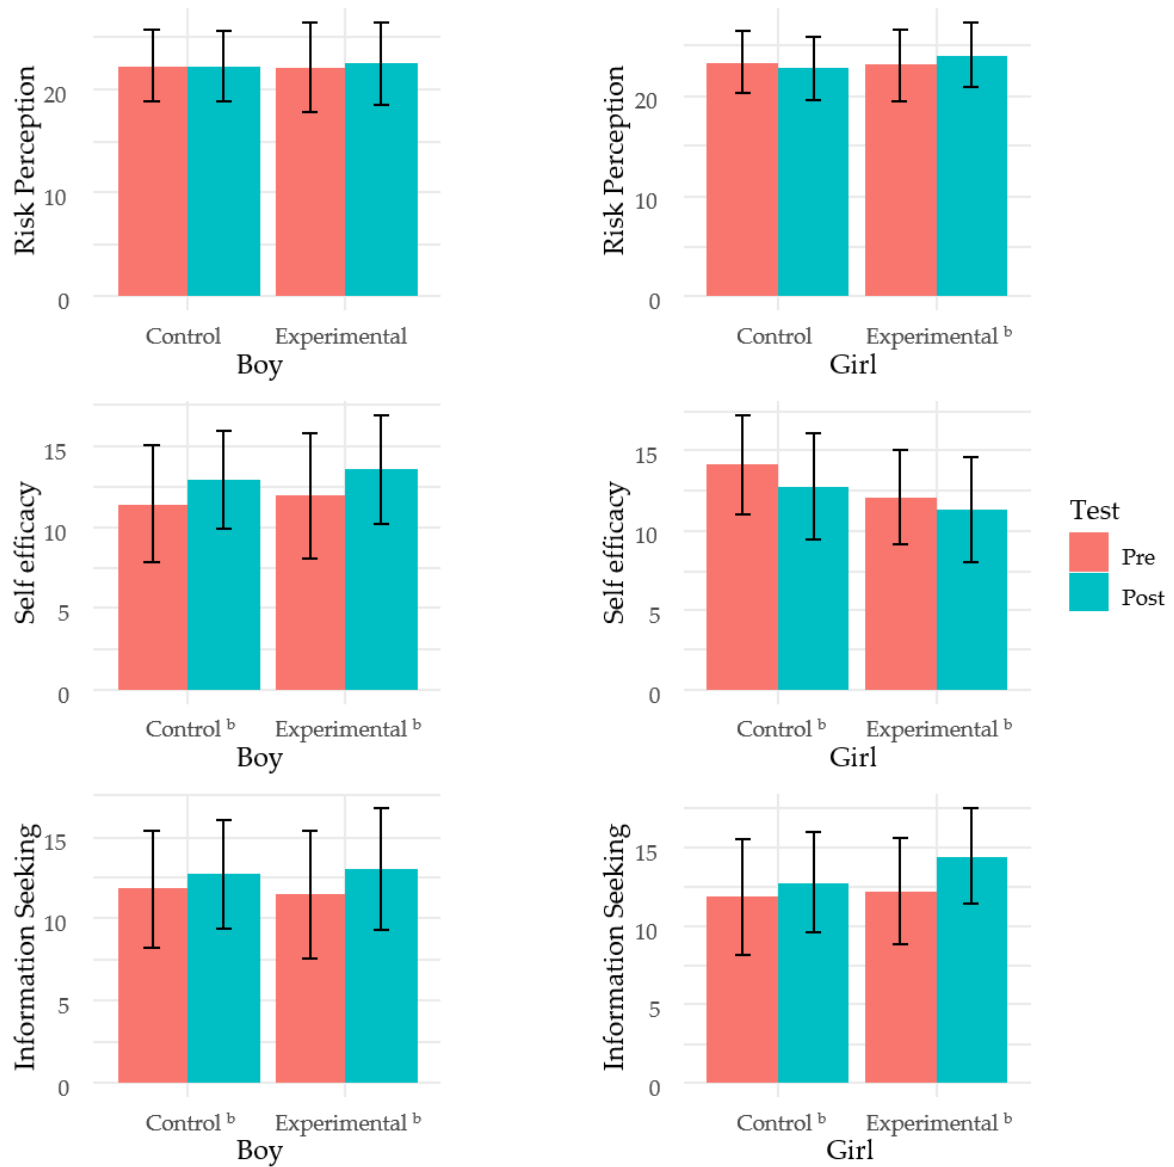 Risk Perception
20
10
0
Control
Experimental
Boy
Risk Perception
20
10
0
Control
Experimental ᵇ
Girl
Self efficacy
15
10
5
0
Control ᵇ
Experimental ᵇ
Boy
Self efficacy
15
10
5
0
Control ᵇ
Experimental ᵇ
Girl
Test
Pre
Post
Information Seeking
15
10
5
0
Control ᵇ
Experimental ᵇ
Boy
Information Seeking
15
10
5
0
Control ᵇ
Experimental ᵇ
Girl